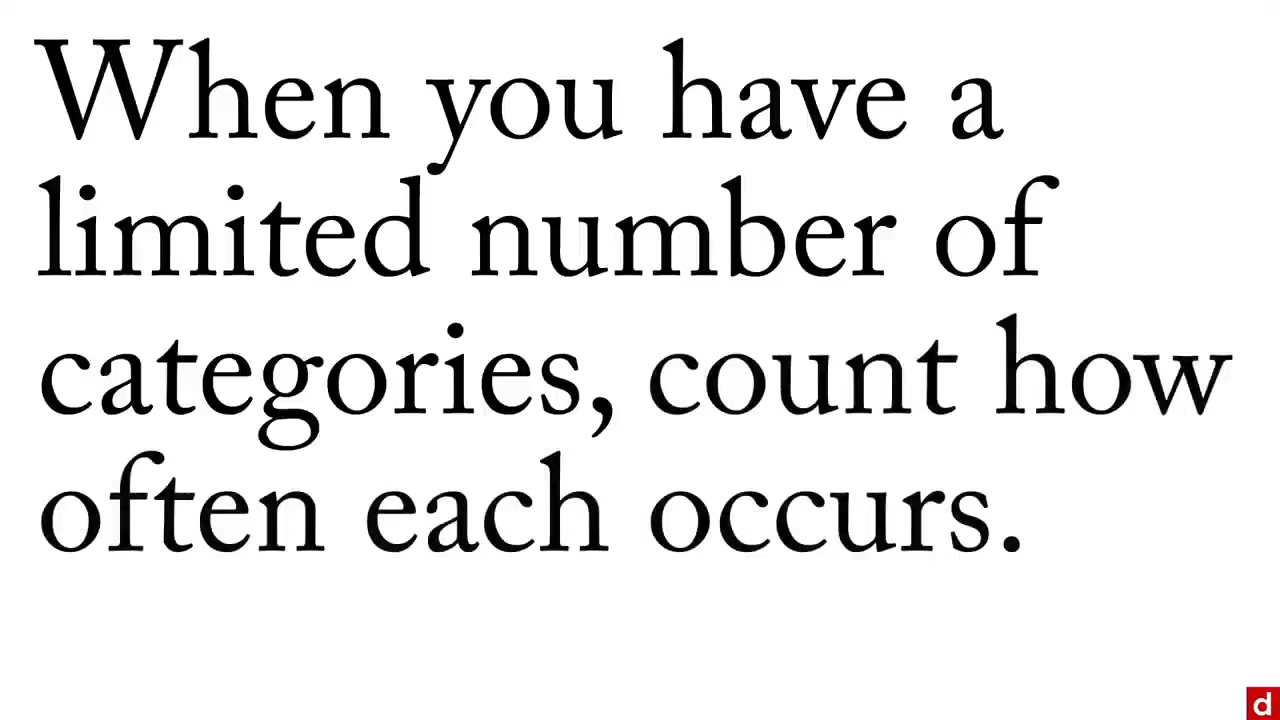 When you have a
limited number of
categories, count how
often each occurs.
d